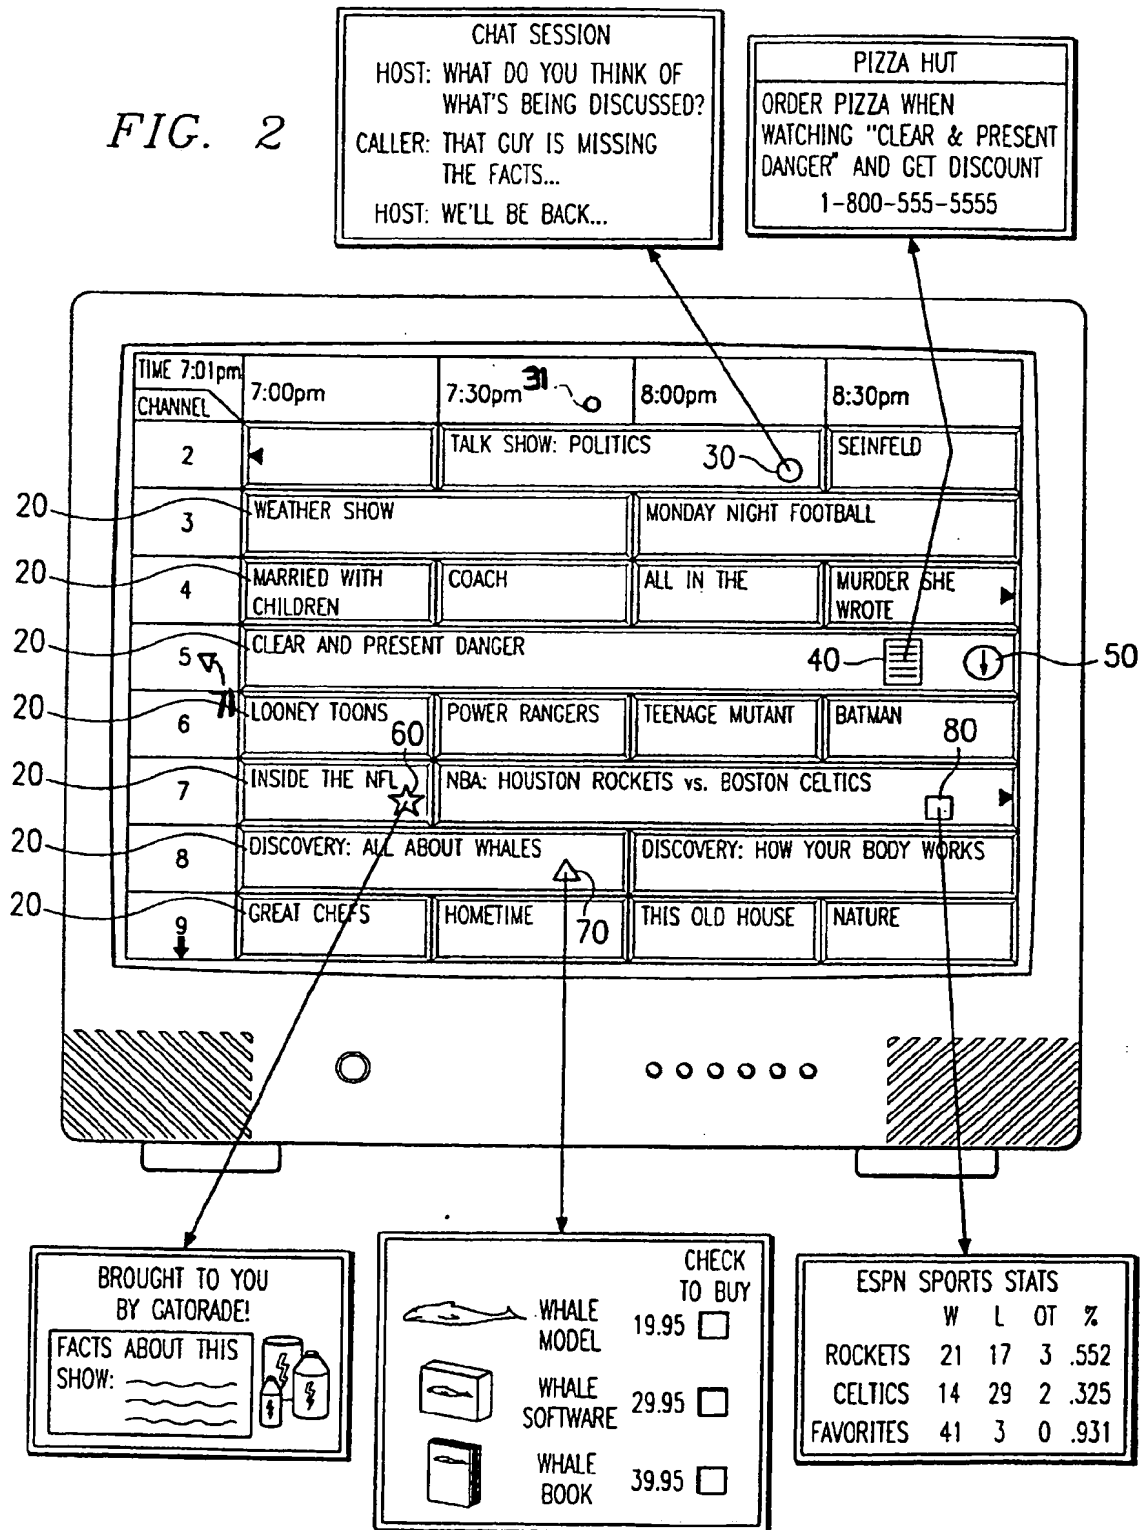 FIG. 2
CHAT SESSION
HOST: WHAT DO YOU THINK OF
WHAT'S BEING DISCUSSED?
CALLER: THAT GUY IS MISSING
THE FACTS...
HOST: WE'LL BE BACK...
PIZZA HUT
ORDER PIZZA WHEN
WATCHING "CLEAR & PRESENT
DANGER" AND GET DISCOUNT
1-800-555-5555
TIME 7:01pm
CHANNEL
7:00pm
7:30pm
31
8:00pm
8:30pm
2
TALK SHOW: POLITICS
30
SEINFELD
20
3
WEATHER SHOW
MONDAY NIGHT FOOTBALL
20
4
MARRIED WITH
CHILDREN
COACH
ALL IN THE
MURDER SHE
WROTE
20
5
71
CLEAR AND PRESENT DANGER
40
50
20
6
LOONEY TOONS
60
POWER RANGERS
TEENAGE MUTANT
BATMAN
80
20
7
INSIDE THE NFL
NBA: HOUSTON ROCKETS vs. BOSTON CELTICS
20
8
DISCOVERY: ALL ABOUT WHALES
DISCOVERY: HOW YOUR BODY WORKS
20
9
GREAT CHEFS
HOMETIME
70
THIS OLD HOUSE
NATURE
BROUGHT TO YOU
BY GATORADE!
FACTS ABOUT THIS
SHOW:
CHECK
TO BUY
WHALE
MODEL
19.95
WHALE
SOFTWARE
29.95
WHALE
BOOK
39.95
ESPN SPORTS STATS
W L OT %
ROCKETS 21 17 3 .552
CELTICS 14 29 2 .325
FAVORITES 41 3 0 .931